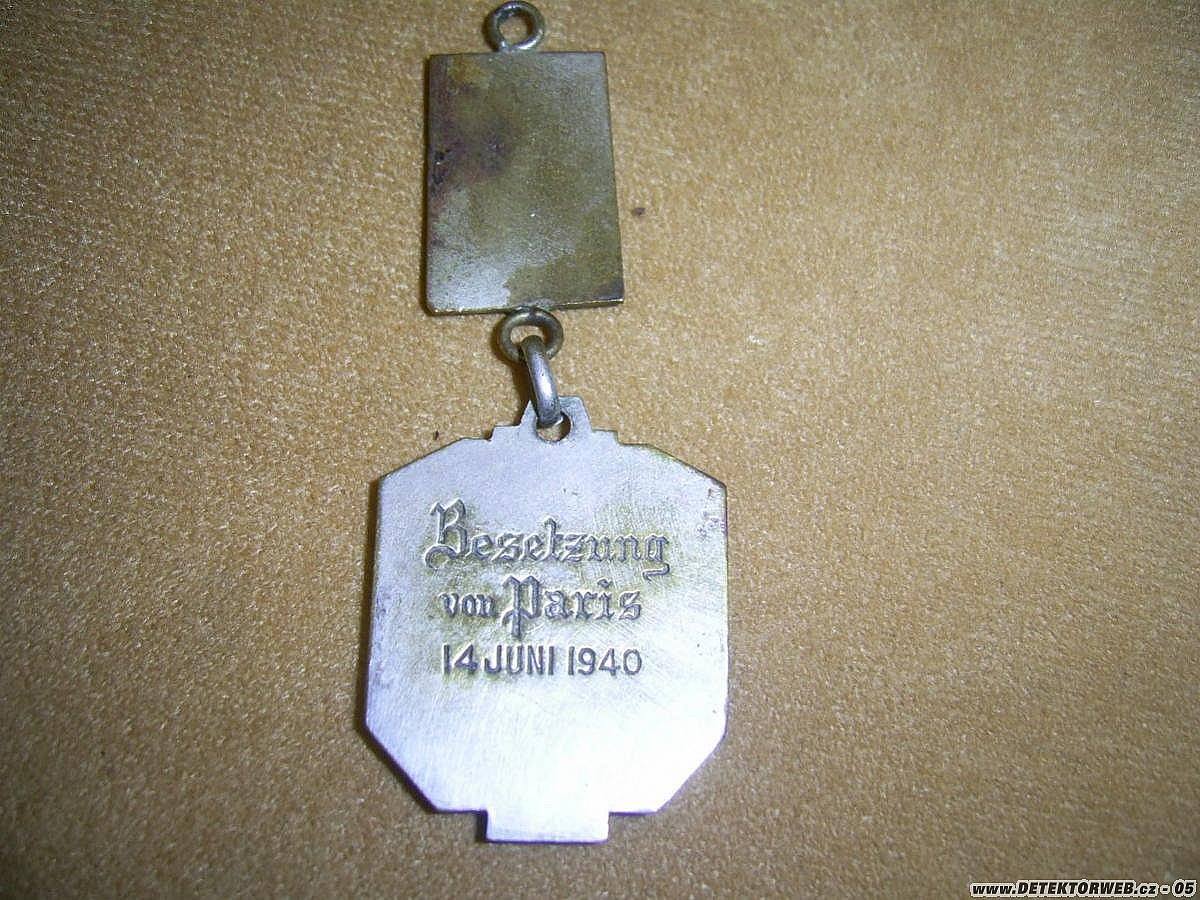 Besetzung
von Paris
14 JUNI 1940
www.DETEKTORWEB.cz - 05